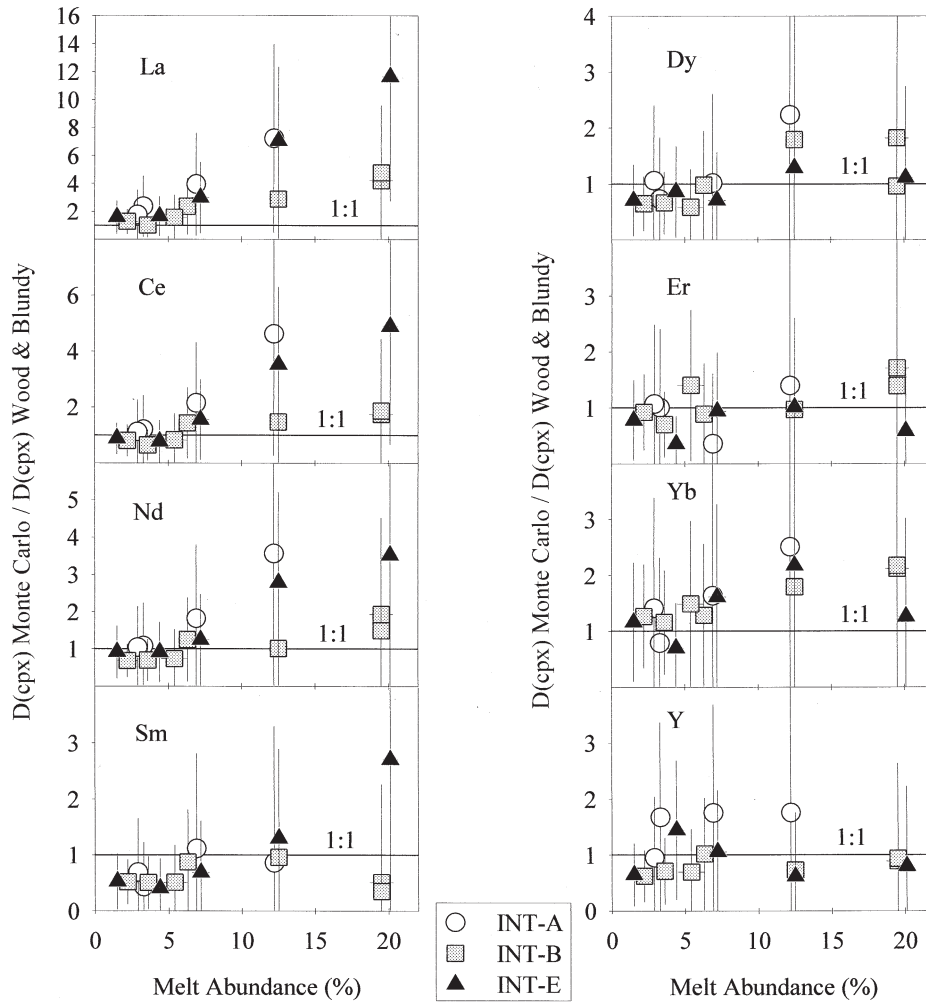 D(cpx) Monte Carlo / D(cpx) Wood & Blundy
16
14
12
10
8
6
4
2
La
1:1
6
4
2
Ce
1:1
5
4
3
2
1
Nd
1:1
3
2
1
0
Sm
1:1
0 5 10 15 20
Melt Abundance (%)
D(cpx) Monte Carlo / D(cpx) Wood & Blundy
4
3
2
1
Dy
1:1
3
2
1
Er
1:1
3
2
1
Yb
1:1
3
2
1
0
Y
1:1
0 5 10 15 20
Melt Abundance (%)
INT-A
INT-B
INT-E